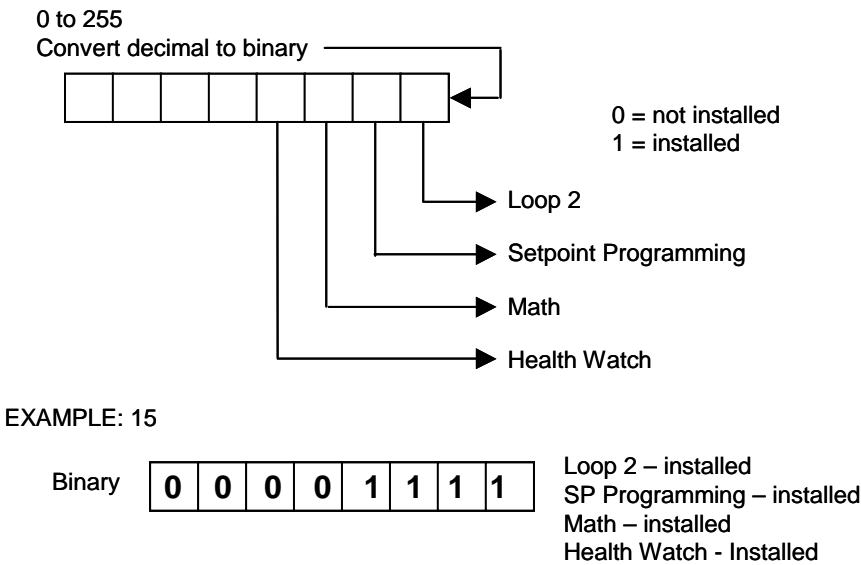 0 to 255
Convert decimal to binary
0 = not installed
1 = installed
Loop 2
Setpoint Programming
Math
Health Watch
EXAMPLE: 15
Binary 0 0 0 0 1 1 1 1
Loop 2 – installed
SP Programming – installed
Math – installed
Health Watch - Installed